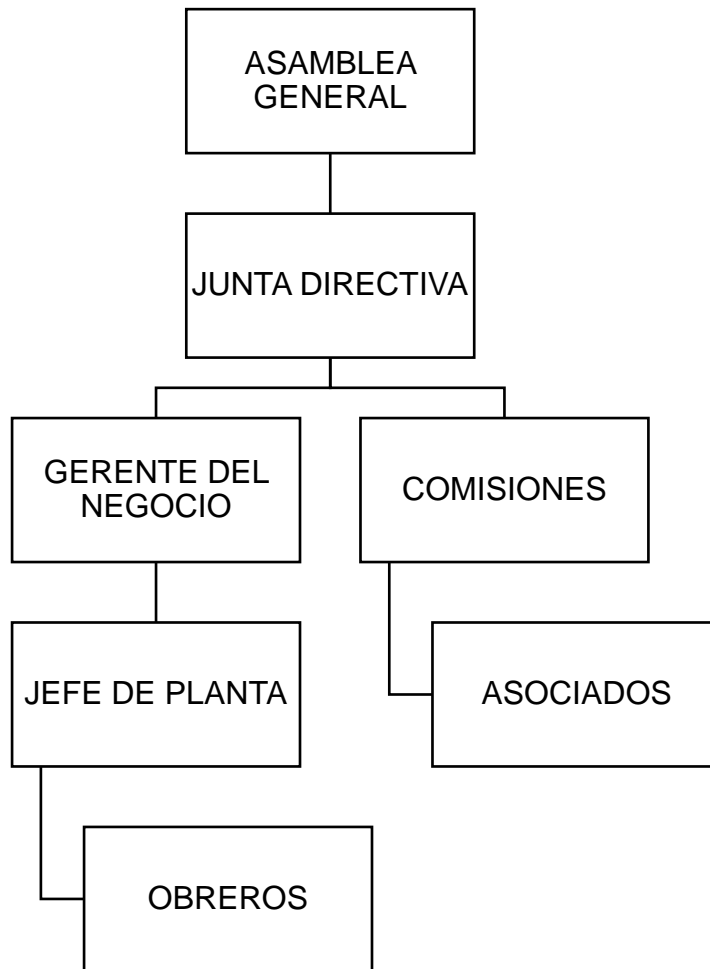 ASAMBLEA
GENERAL
JUNTA DIRECTIVA
GERENTE DEL
NEGOCIO
COMISIONES
JEFE DE PLANTA
ASOCIADOS
OBREROS